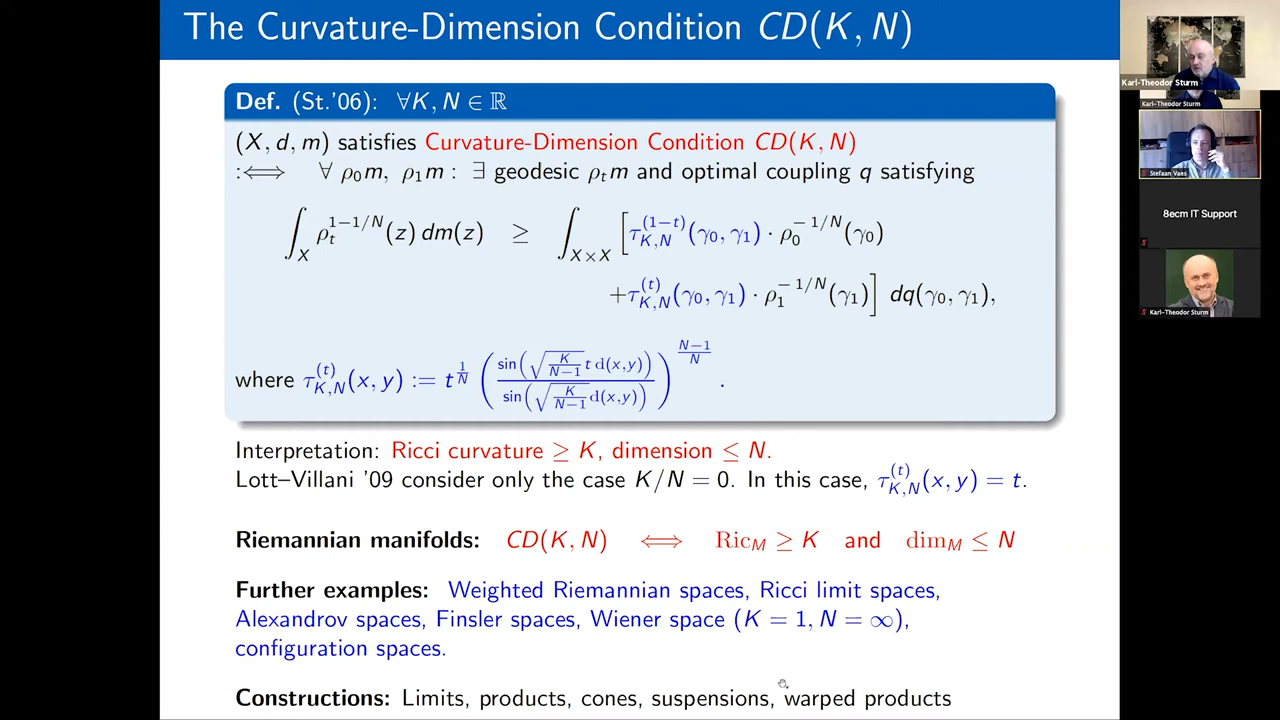 The Curvature-Dimension Condition CD(K, N)
Def. (St.'06): ∀K, N ∈ ℝ
(X, d, m) satisfies Curvature-Dimension Condition CD(K, N)
:⟺ ∀ ρ₀m, ρ₁m : ∃ geodesic ρₜm and optimal coupling q satisfying
∫_X ρ_t^{1−1/N}(z) dm(z) ≥ ∫_{X×X} [τ_{K,N}^{(1−t)}(γ₀, γ₁) · ρ₀^{−1/N}(γ₀)
+τ_{K,N}^{(t)}(γ₀, γ₁) · ρ₁^{−1/N}(γ₁)] dq(γ₀, γ₁),
where τ_{K,N}^{(t)}(x, y) := t^{1/N} (sin(√(K/(N−1)) t d(x,y)) / sin(√(K/(N−1)) d(x,y)))^{(N−1)/N} .
Interpretation: Ricci curvature ≥ K, dimension ≤ N.
Lott–Villani '09 consider only the case K/N = 0. In this case, τ_{K,N}^{(t)}(x, y) = t.
Riemannian manifolds: CD(K, N) ⟺ Ric_M ≥ K and dim_M ≤ N
Further examples: Weighted Riemannian spaces, Ricci limit spaces,
Alexandrov spaces, Finsler spaces, Wiener space (K = 1, N = ∞),
configuration spaces.
Constructions: Limits, products, cones, suspensions, warped products
Karl-Theodor Sturm
Karl-Theodor Sturm
Stefaan Vaes
8ecm IT Support
Karl-Theodor Sturm